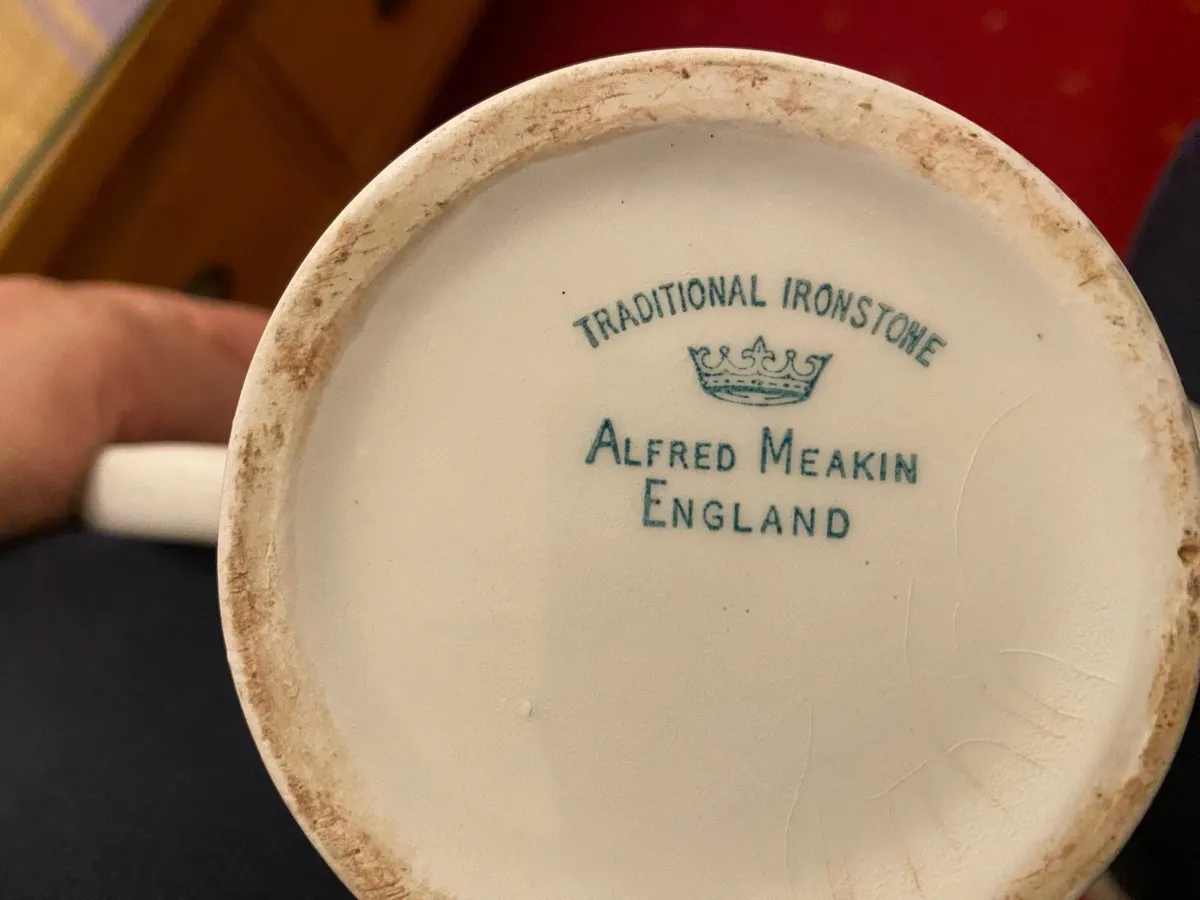 TRADITIONAL IRONSTONE
ALFRED MEAKIN
ENGLAND